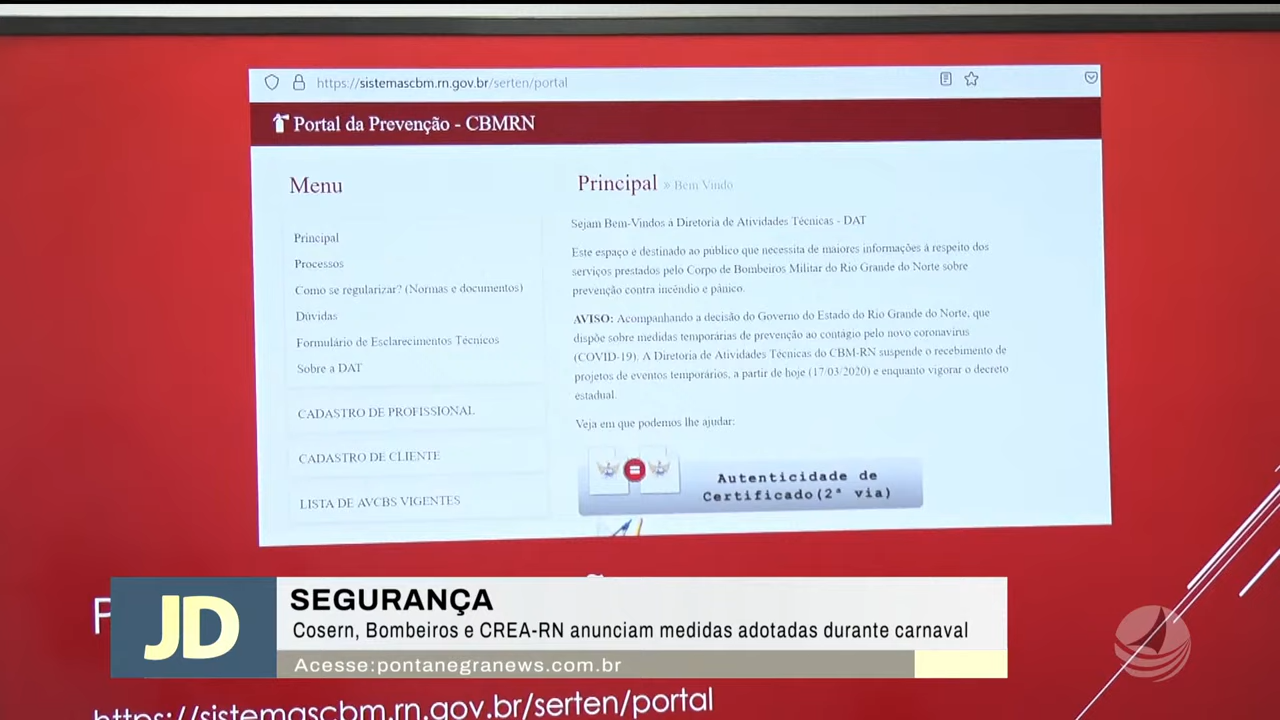 https://sistemascbm.rn.gov.br/serten/portal
Portal da Prevenção - CBMRN
Menu
Principal
Processos
Como se regularizar? (Normas e documentos)
Dúvidas
Formulário de Esclarecimentos Técnicos
Sobre a DAT
CADASTRO DE PROFISSIONAL
CADASTRO DE CLIENTE
LISTA DE AVCBS VIGENTES
Principal » Bem Vindo
Sejam Bem-Vindos à Diretoria de Atividades Técnicas - DAT
Este espaço é destinado ao público que necessita de maiores informações à respeito dos
serviços prestados pelo Corpo de Bombeiros Militar do Rio Grande do Norte sobre
prevenção contra incêndio e pânico.
AVISO: Acompanhando a decisão do Governo do Estado do Rio Grande do Norte, que
dispõe sobre medidas temporárias de prevenção ao contágio pelo novo coronavírus
(COVID-19). A Diretoria de Atividades Técnicas do CBM-RN suspende o recebimento de
projetos de eventos temporários, a partir de hoje (17/03/2020) e enquanto vigorar o decreto
estadual.
Veja em que podemos lhe ajudar:
Autenticidade de
Certificado(2ª via)
JD
SEGURANÇA
Cosern, Bombeiros e CREA-RN anunciam medidas adotadas durante carnaval
Acesse:pontanegranews.com.br
https://sistemascbm.rn.gov.br/serten/portal